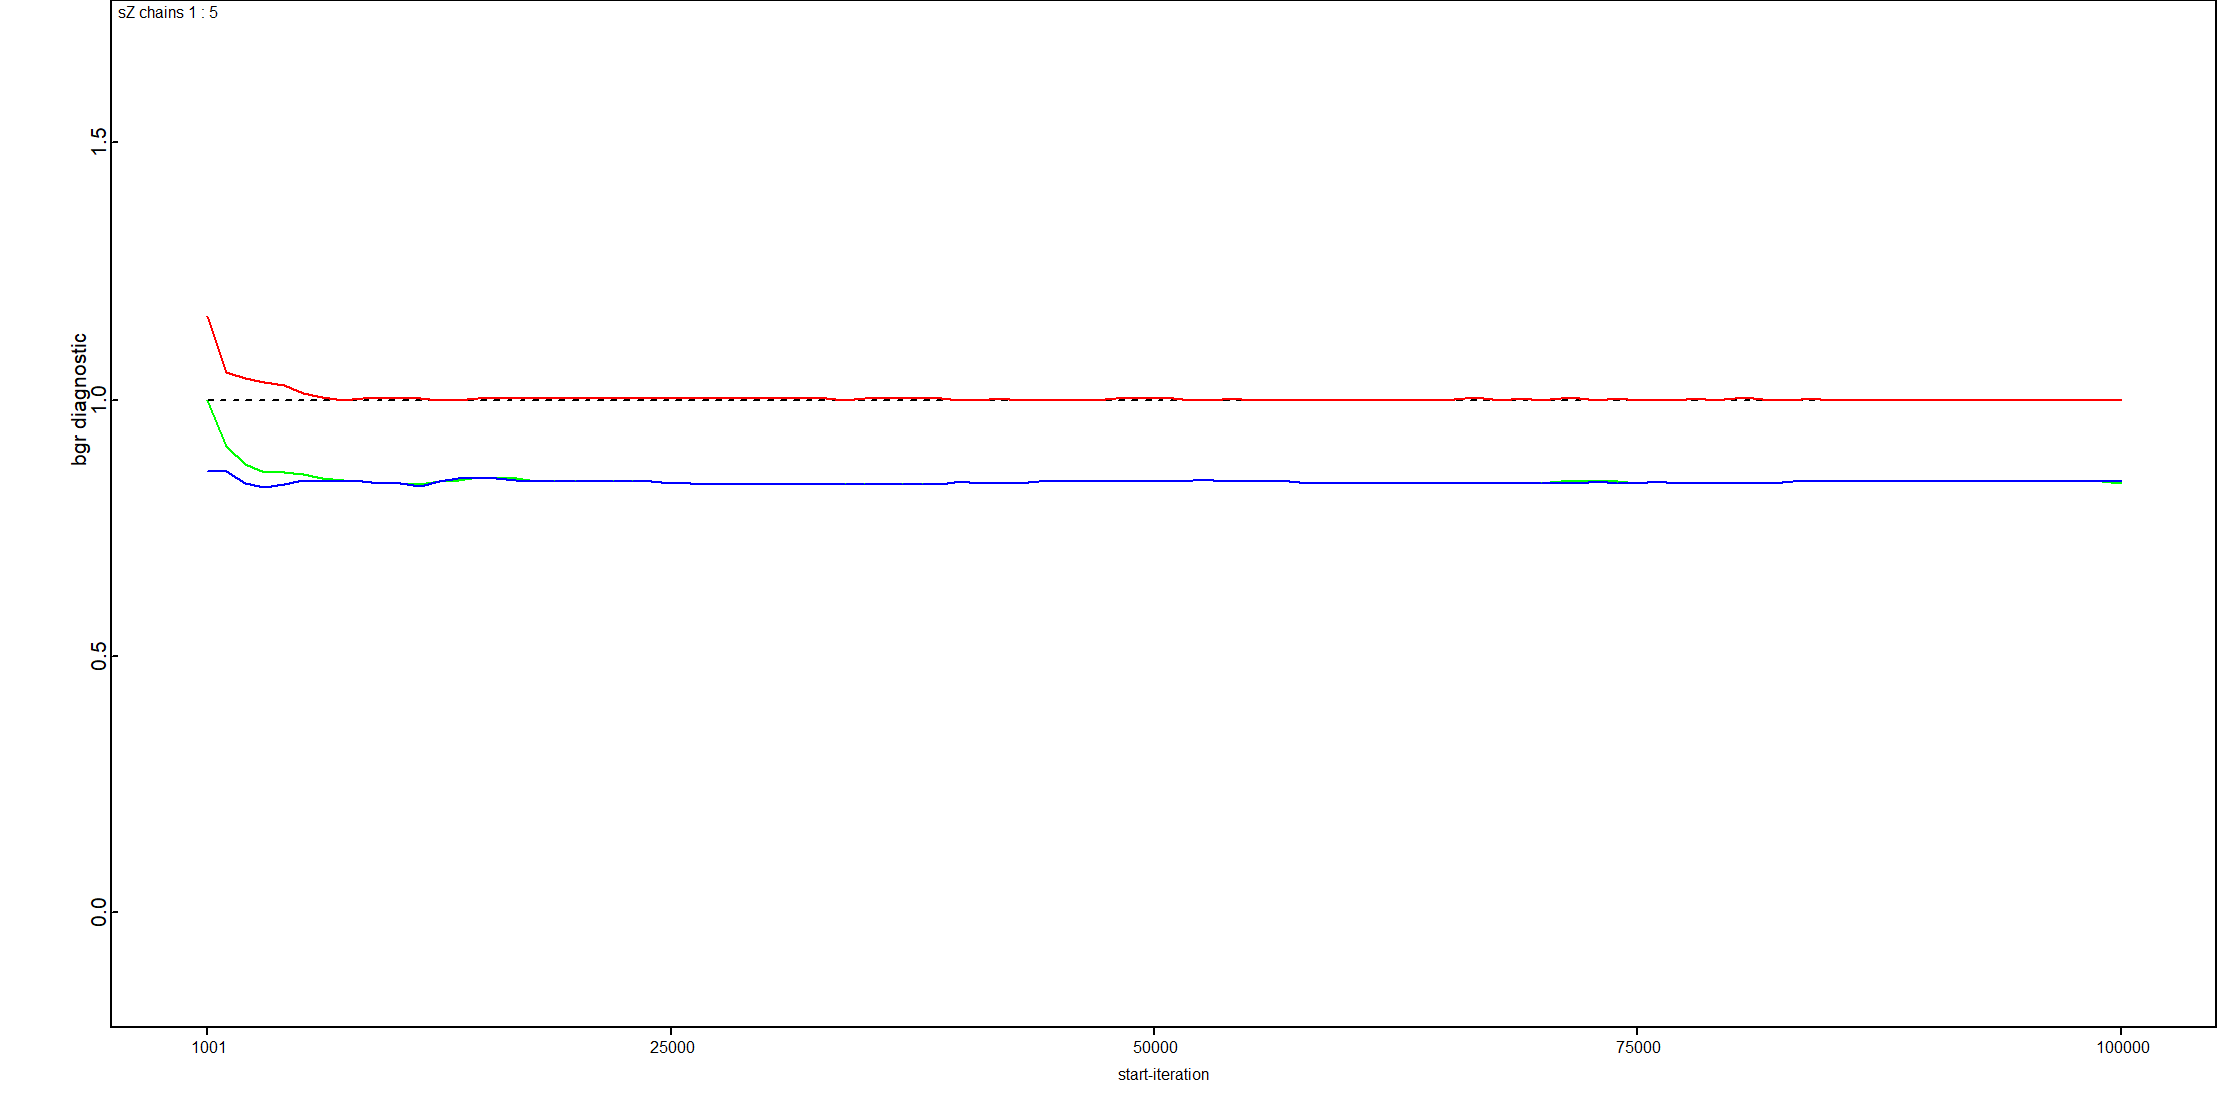 sZ chains 1 : 5
bgr diagnostic
1.5
1.0
0.5
0.0
1001 25000 50000 75000 100000
start-iteration